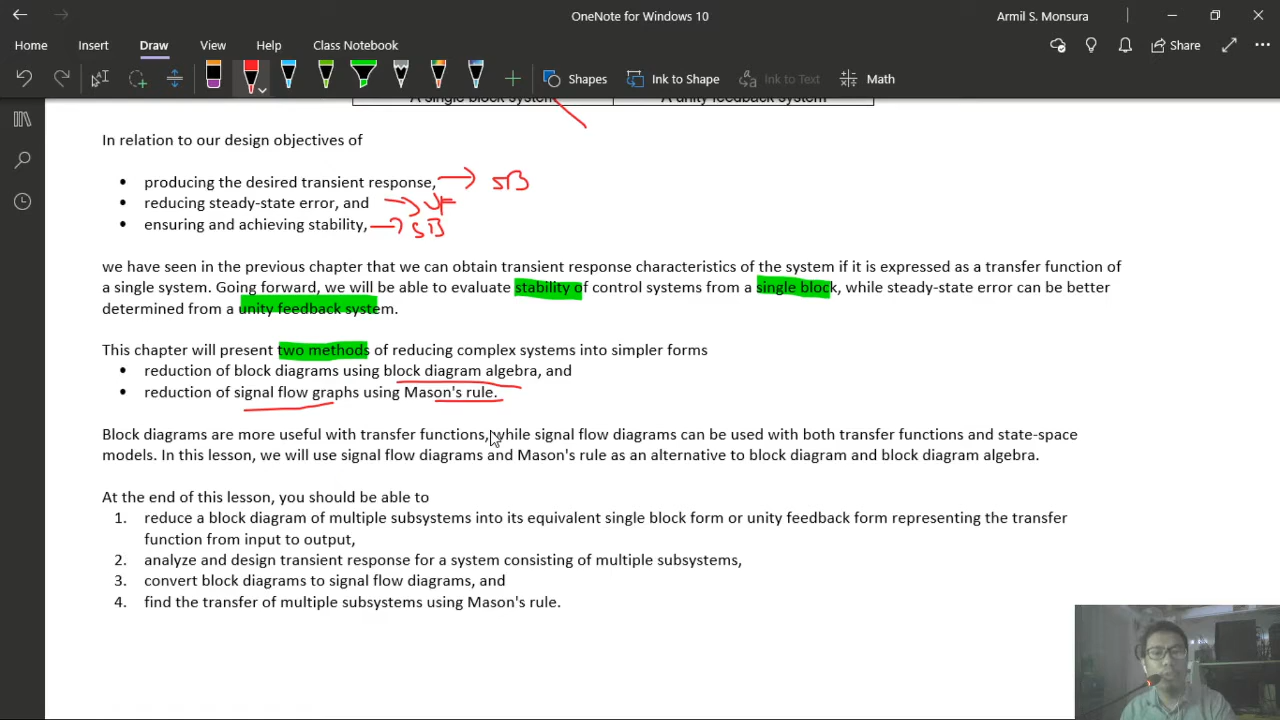 OneNote for Windows 10
Armil S. Monsura
Home Insert Draw View Help Class Notebook
Share
Shapes Ink to Shape Ink to Text Math
A single block system A unity feedback system
In relation to our design objectives of
• producing the desired transient response, → SB
• reducing steady-state error, and → UF
• ensuring and achieving stability, → SB
we have seen in the previous chapter that we can obtain transient response characteristics of the system if it is expressed as a transfer function of
a single system. Going forward, we will be able to evaluate stability of control systems from a single block, while steady-state error can be better
determined from a unity feedback system.
This chapter will present two methods of reducing complex systems into simpler forms
• reduction of block diagrams using block diagram algebra, and
• reduction of signal flow graphs using Mason's rule.
Block diagrams are more useful with transfer functions, while signal flow diagrams can be used with both transfer functions and state-space
models. In this lesson, we will use signal flow diagrams and Mason's rule as an alternative to block diagram and block diagram algebra.
At the end of this lesson, you should be able to
1. reduce a block diagram of multiple subsystems into its equivalent single block form or unity feedback form representing the transfer
function from input to output,
2. analyze and design transient response for a system consisting of multiple subsystems,
3. convert block diagrams to signal flow diagrams, and
4. find the transfer of multiple subsystems using Mason's rule.